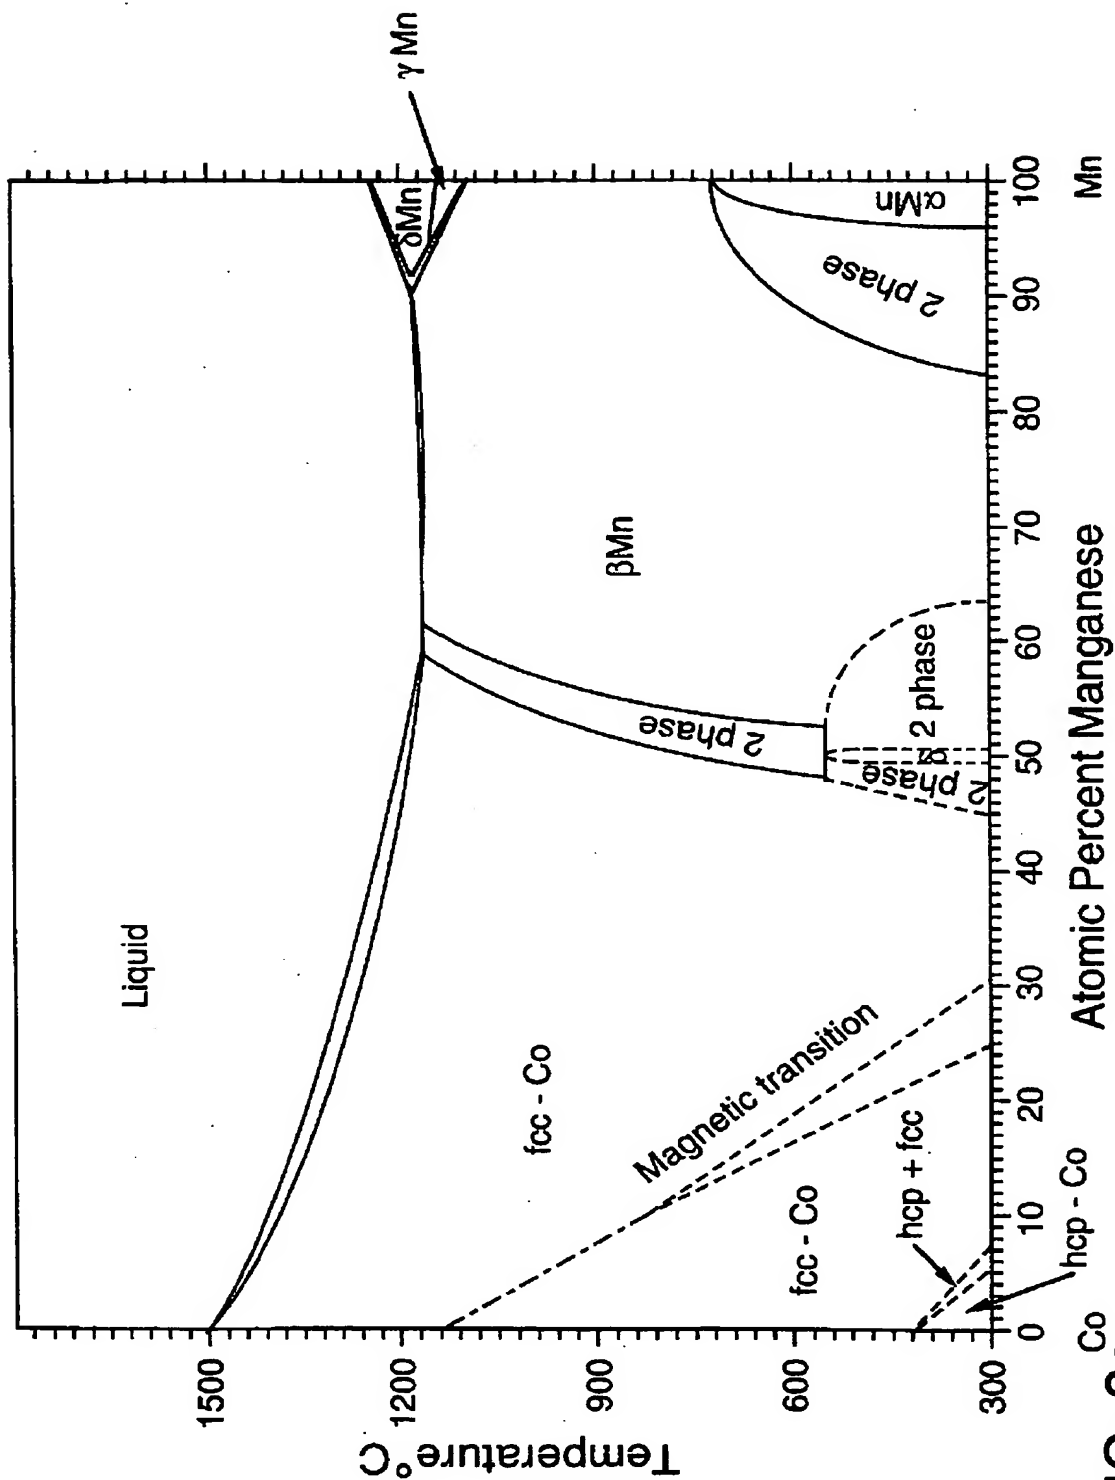 γ Mn
δMn
Liquid
βMn
αMn
2 phase
2 phase
2 phase
2 phase
fcc - Co
Magnetic transition
fcc - Co
hcp + fcc
hcp - Co
Temperature°C
1500
1200
900
600
300
0
10
20
30
40
50
60
70
80
90
100
Co
Mn
Atomic Percent Manganese